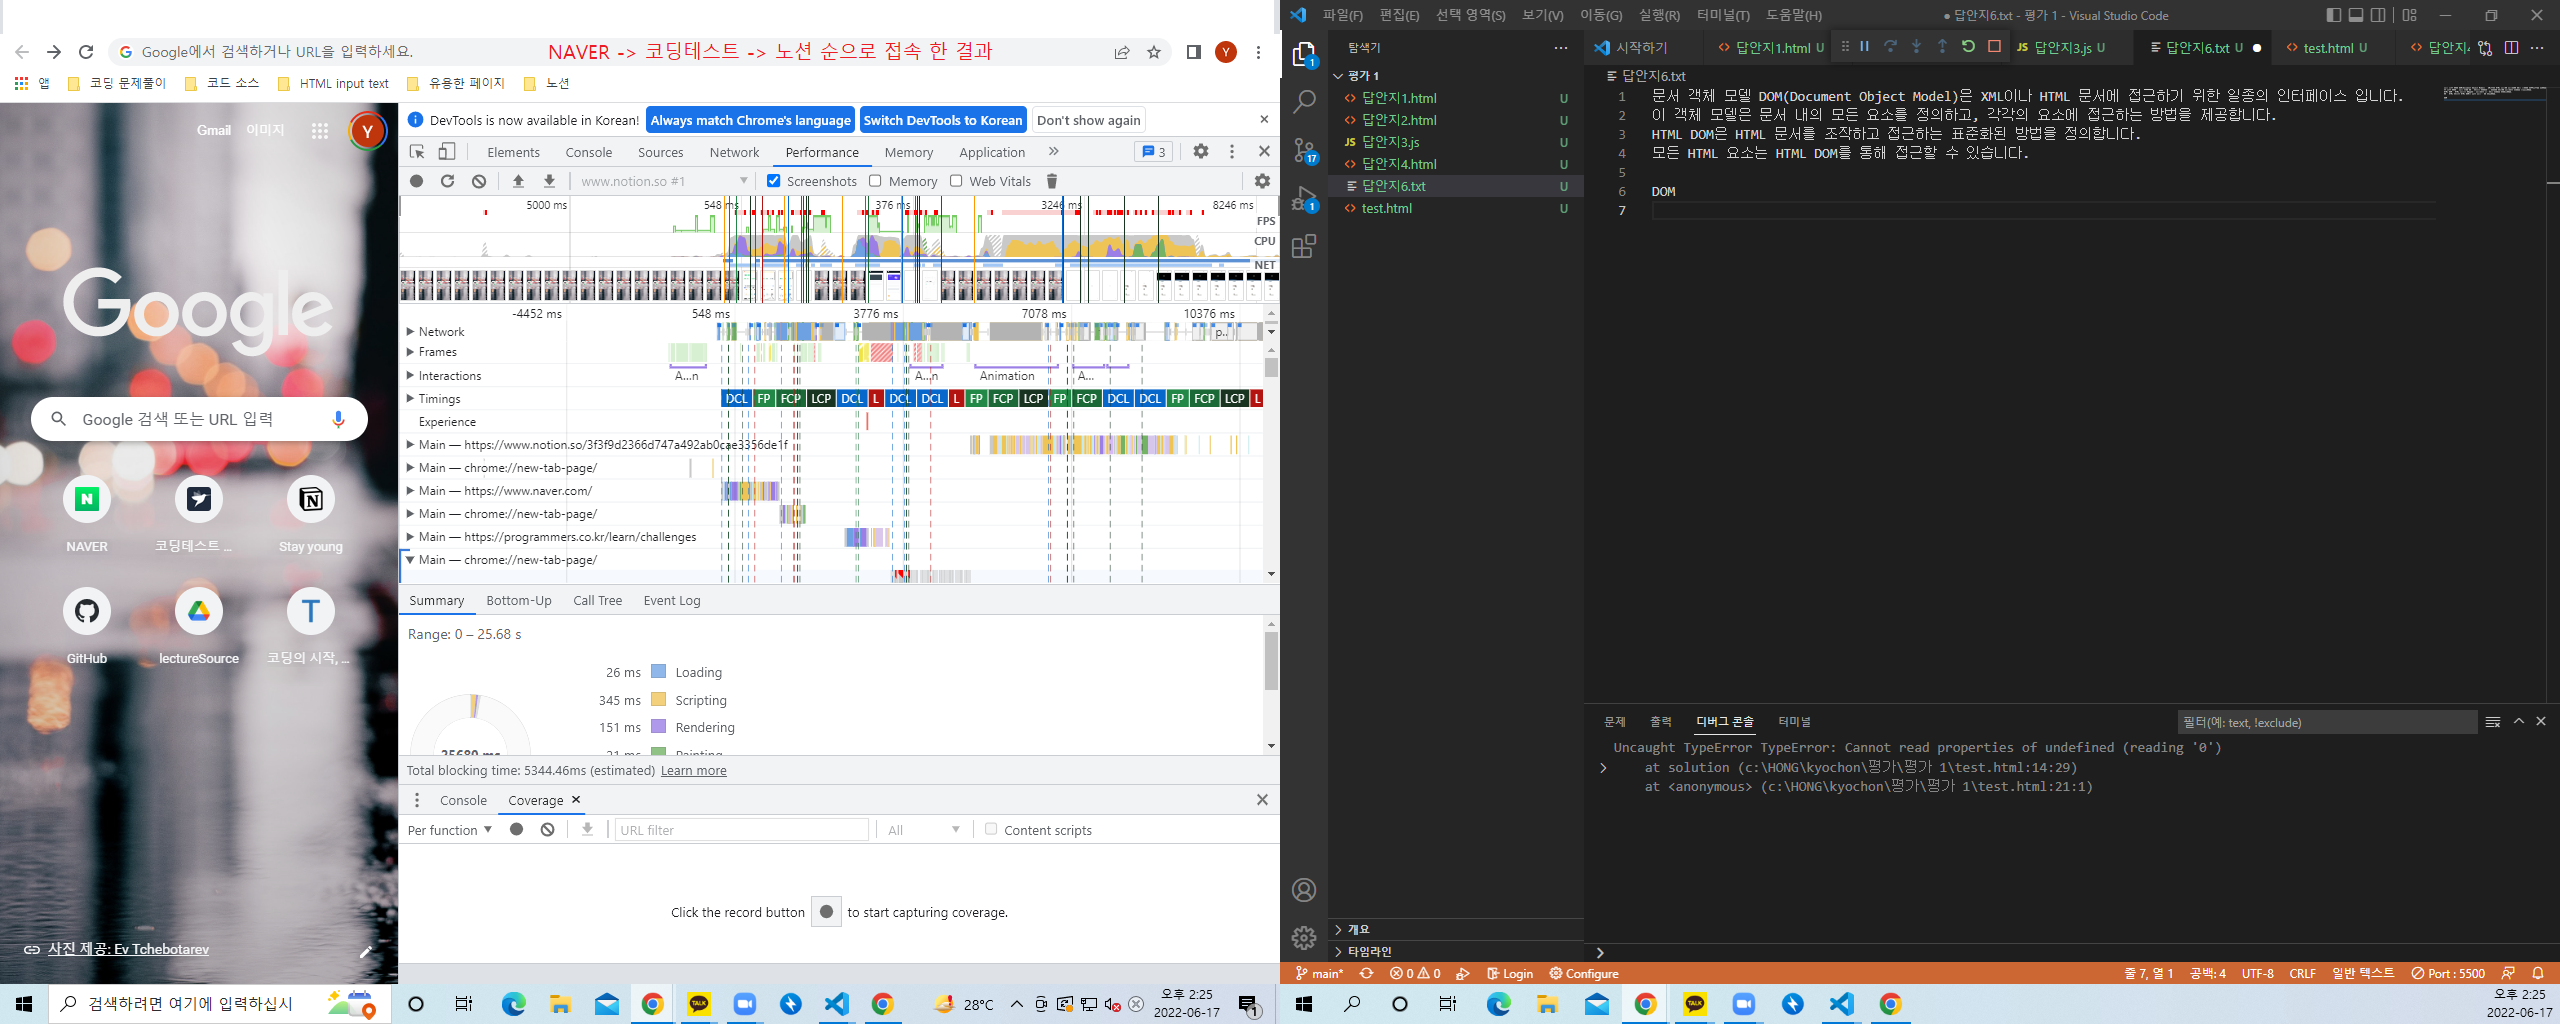 Google에서 검색하거나 URL을 입력하세요.
NAVER -> 코딩테스트 -> 노션 순으로 접속 한 결과
Y
앱
코딩 문제풀이
코드 소스
HTML input text
유용한 페이지
노션
Gmail
이미지
Y
Google
Google 검색 또는 URL 입력
NAVER
코딩테스트 ...
Stay young
GitHub
lectureSource
코딩의 시작, ...
사진 제공: Ev Tchebotarev
DevTools is now available in Korean!
Always match Chrome's language
Switch DevTools to Korean
Don't show again
Elements
Console
Sources
Network
Performance
Memory
Application
3
www.notion.so #1
Screenshots
Memory
Web Vitals
5000 ms
548 ms
376 ms
3246 ms
8246 ms
FPS
CPU
NET
-4452 ms
548 ms
3776 ms
7078 ms
10376 ms
Network
p...
Frames
Interactions
A...n
A...n
Animation
A...
Timings
DCL FP FCP LCP DCL L DCL DCL L FP FCP LCP FP FCP DCL DCL FP FCP LCP L
Experience
Main — https://www.notion.so/3f3f9d2366d747a492ab0cae3356de1f
Main — chrome://new-tab-page/
Main — https://www.naver.com/
Main — chrome://new-tab-page/
Main — https://programmers.co.kr/learn/challenges
Main — chrome://new-tab-page/
Summary
Bottom-Up
Call Tree
Event Log
Range: 0 – 25.68 s
26 ms Loading
345 ms Scripting
151 ms Rendering
21 ms Painting
25680 ms
Total blocking time: 5344.46ms (estimated) Learn more
Console
Coverage
Per function
URL filter
All
Content scripts
Click the record button to start capturing coverage.
검색하려면 여기에 입력하십시
28°C
오후 2:25
2022-06-17
1
파일(F)
편집(E)
선택 영역(S)
보기(V)
이동(G)
실행(R)
터미널(T)
도움말(H)
● 답안지6.txt - 평가 1 - Visual Studio Code
탐색기
평가 1
답안지1.html U
답안지2.html U
JS 답안지3.js U
답안지4.html U
답안지6.txt U
test.html U
1
17
1
개요
타임라인
시작하기
답안지1.html U
JS 답안지3.js U
답안지6.txt U
test.html U
답안지4
답안지6.txt
1 문서 객체 모델 DOM(Document Object Model)은 XML이나 HTML 문서에 접근하기 위한 일종의 인터페이스 입니다.
2 이 객체 모델은 문서 내의 모든 요소를 정의하고, 각각의 요소에 접근하는 방법을 제공합니다.
3 HTML DOM은 HTML 문서를 조작하고 접근하는 표준화된 방법을 정의합니다.
4 모든 HTML 요소는 HTML DOM를 통해 접근할 수 있습니다.
5
6 DOM
7
문제
출력
디버그 콘솔
터미널
필터(예: text, !exclude)
Uncaught TypeError TypeError: Cannot read properties of undefined (reading '0')
at solution (c:\HONG\kyochon\평가\평가 1\test.html:14:29)
at <anonymous> (c:\HONG\kyochon\평가\평가 1\test.html:21:1)
main*
0
0
Login
Configure
줄 7, 열 1
공백: 4
UTF-8
CRLF
일반 텍스트
Port : 5500
오후 2:25
2022-06-17